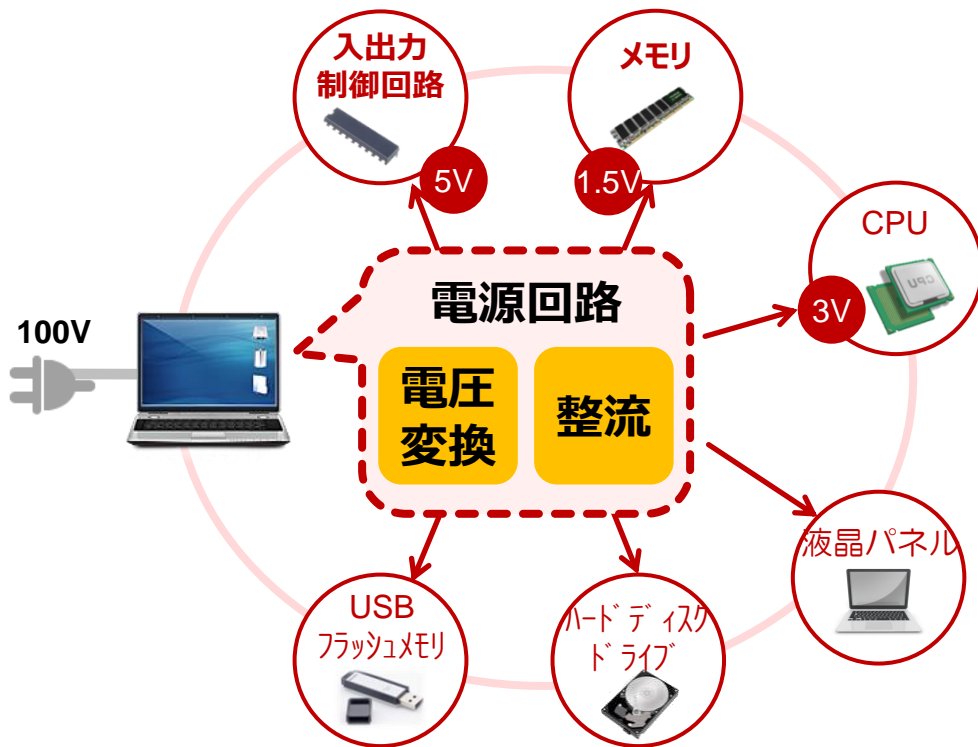 入出力
制御回路
メモリ
5V
1.5V
CPU
3V
電源回路
100V
電圧
変換
整流
液晶パネル
USB
フラッシュメモリ
ハードディスク
ドライブ
CPU